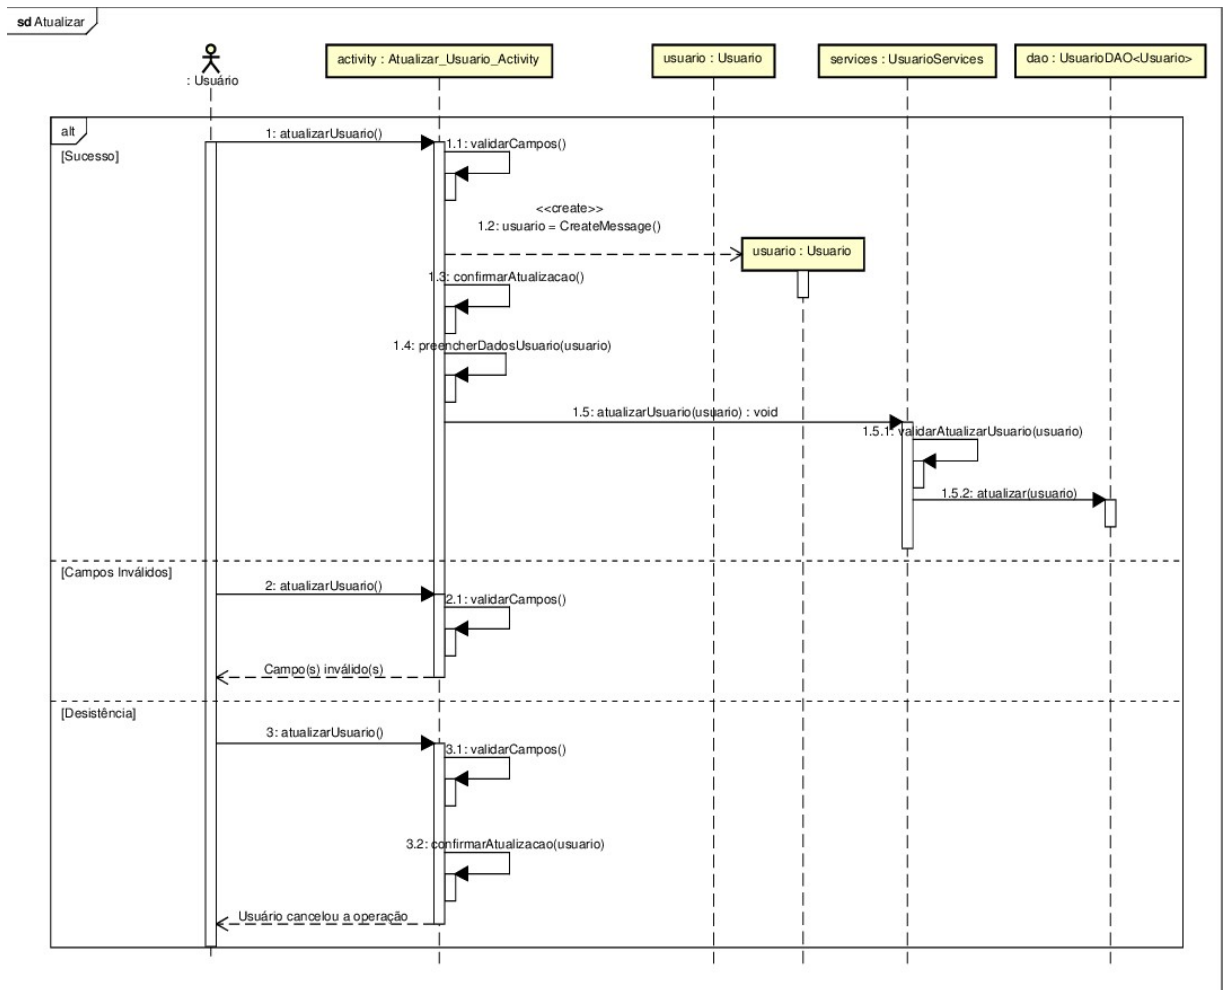 sd Atualizar
: Usuário
activity : Atualizar_Usuario_Activity
usuario : Usuario
services : UsuarioServices
dao : UsuarioDAO<Usuario>
alt
[Sucesso]
1: atualizarUsuario()
1.1: validarCampos()
<<create>>
1.2: usuario = CreateMessage()
usuario : Usuario
1.3: confirmarAtualizacao()
1.4: preencherDadosUsuario(usuario)
1.5: atualizarUsuario(usuario) : void
1.5.1: validarAtualizarUsuario(usuario)
1.5.2: atualizar(usuario)
[Campos Inválidos]
2: atualizarUsuario()
2.1: validarCampos()
Campo(s) inválido(s)
[Desistência]
3: atualizarUsuario()
3.1: validarCampos()
3.2: confirmarAtualizacao(usuario)
Usuário cancelou a operação